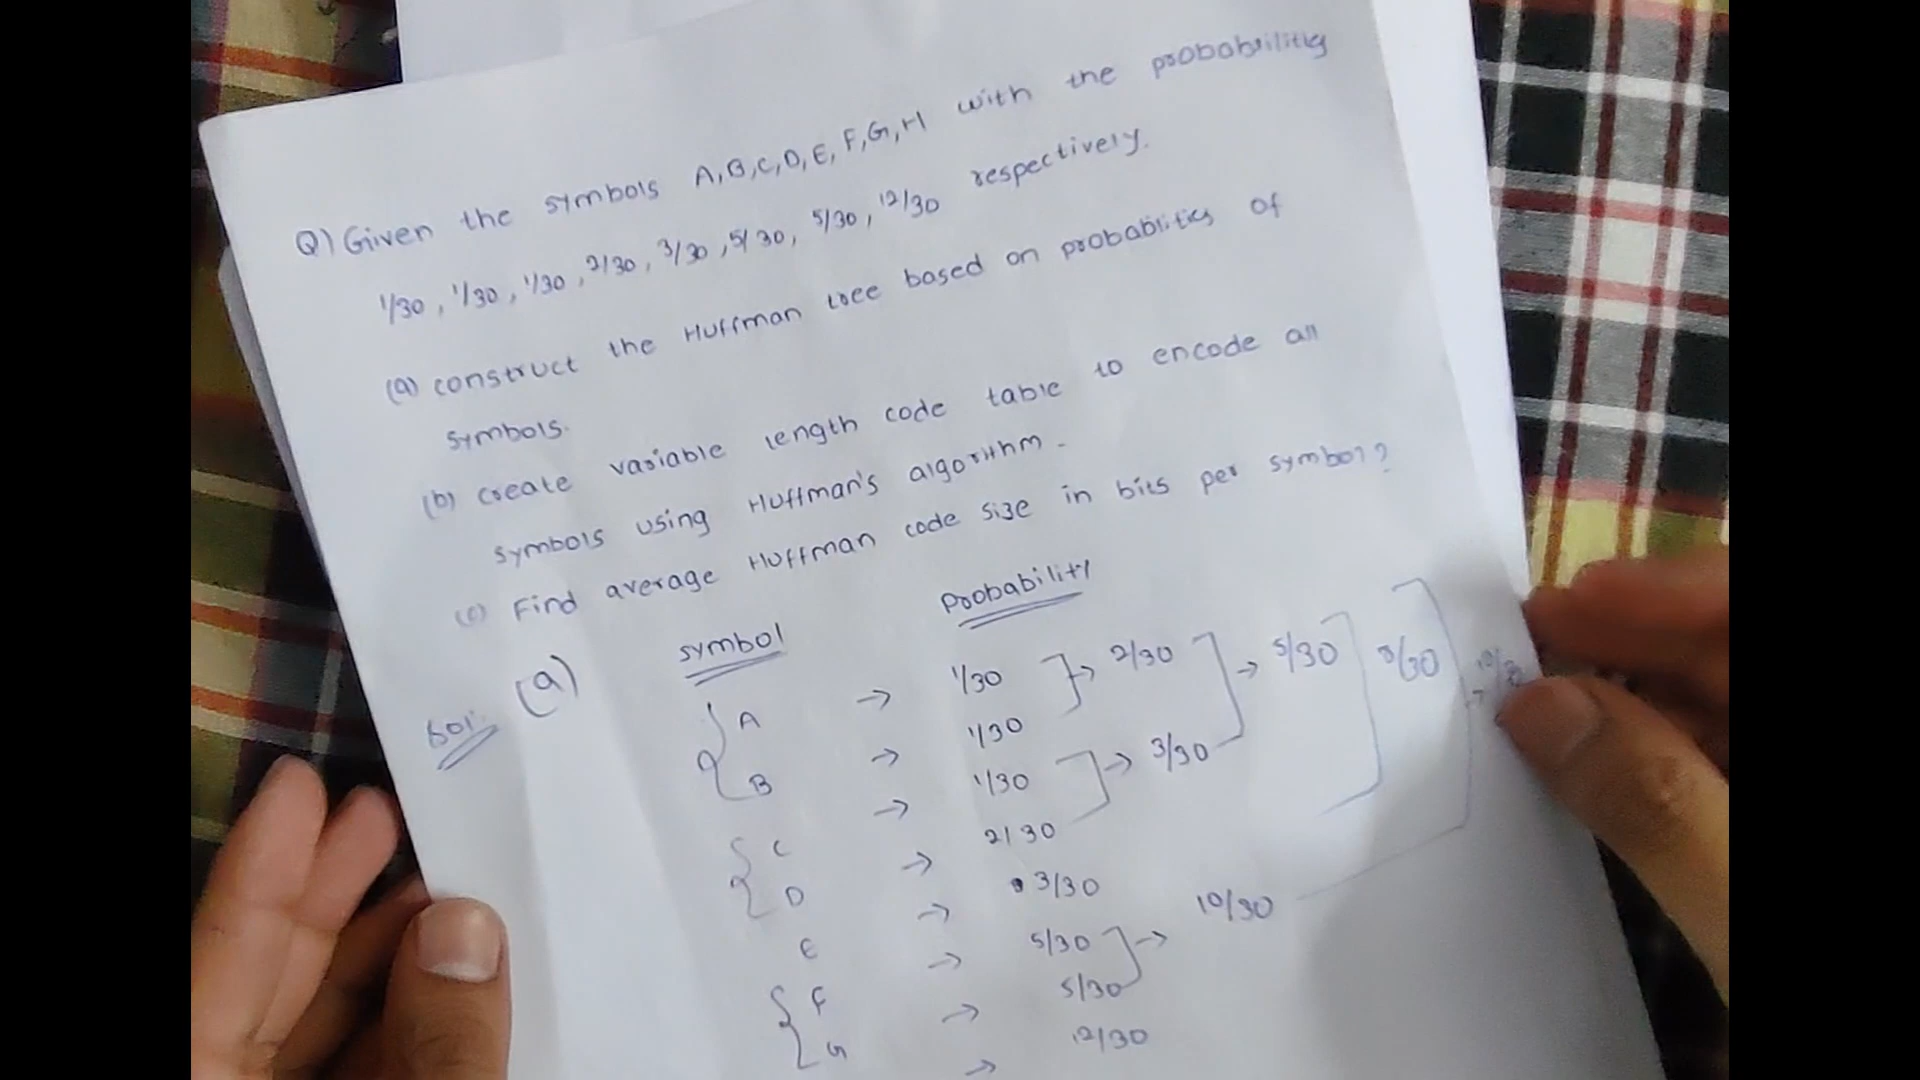 Q) Given the symbols A,B,C,D,E,F,G,H with the probabilities
1/30, 1/30, 1/30, 2/30, 3/30, 5/30, 5/30, 12/30 respectively.
(a) construct the Huffman tree based on probabilities of
symbols.
(b) create variable length code table to encode all
symbols using Huffman's algorithm.
(c) Find average Huffman code size in bits per symbol?
Sol: (a) symbol Probability
A → 1/30 → 2/30 → 5/30 8/30 →
B → 1/30
C → 1/30 → 3/30
D → 2/30
E → 3/30
F → 5/30 → 10/30
G → 5/30
→ 12/30